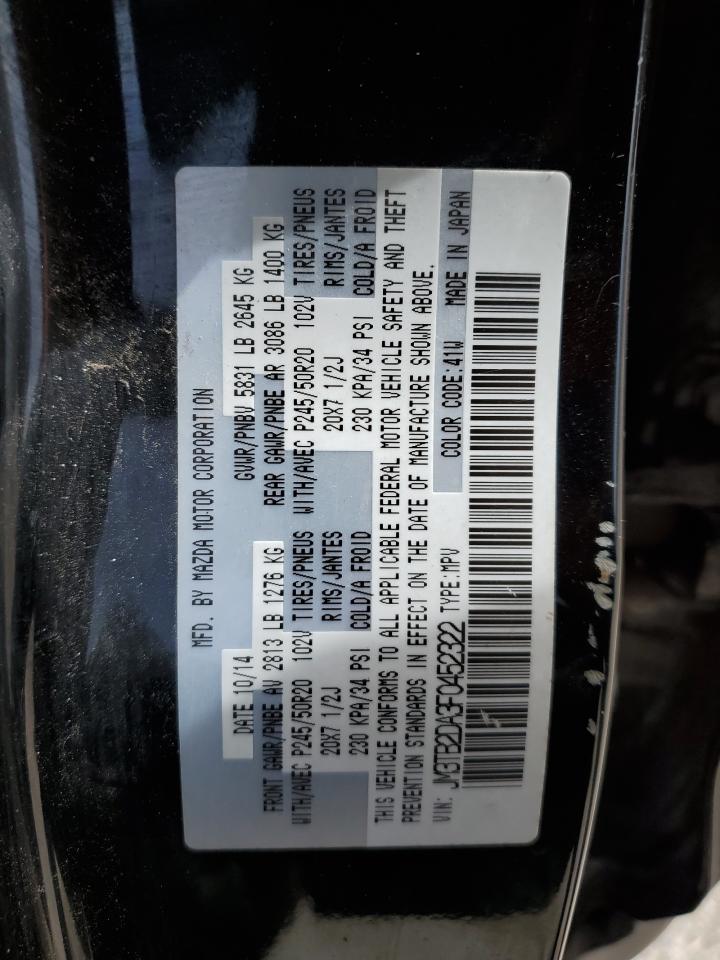 MFD. BY MAZDA MOTOR CORPORATION
DATE 10/14 GVWR/PNBV 5831 LB 2645 KG
FRONT GAWR/PNBE AV 2813 LB 1276 KG REAR GAWR/PNBE AR 3086 LB 1400 KG
WITH/AVEC P245/50R20 102V TIRES/PNEUS WITH/AVEC P245/50R20 102V TIRES/PNEUS
20X7 1/2J RIMS/JANTES 20X7 1/2J RIMS/JANTES
230 KPA/34 PSI COLD/A FROID 230 KPA/34 PSI COLD/A FROID
THIS VEHICLE CONFORMS TO ALL APPLICABLE FEDERAL MOTOR VEHICLE SAFETY AND THEFT
PREVENTION STANDARDS IN EFFECT ON THE DATE OF MANUFACTURE SHOWN ABOVE.
VIN: JM3TB2DA3F0452322 TYPE:MPV COLOR CODE:41W MADE IN JAPAN